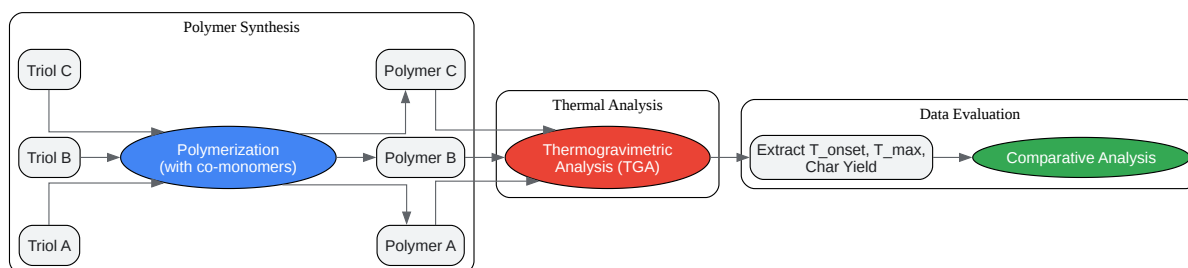 Polymer Synthesis
Triol C
Polymer C
Triol B
Polymerization
(with co-monomers)
Polymer B
Triol A
Polymer A
Thermal Analysis
Thermogravimetric
Analysis (TGA)
Data Evaluation
Extract T_onset, T_max,
Char Yield
Comparative Analysis